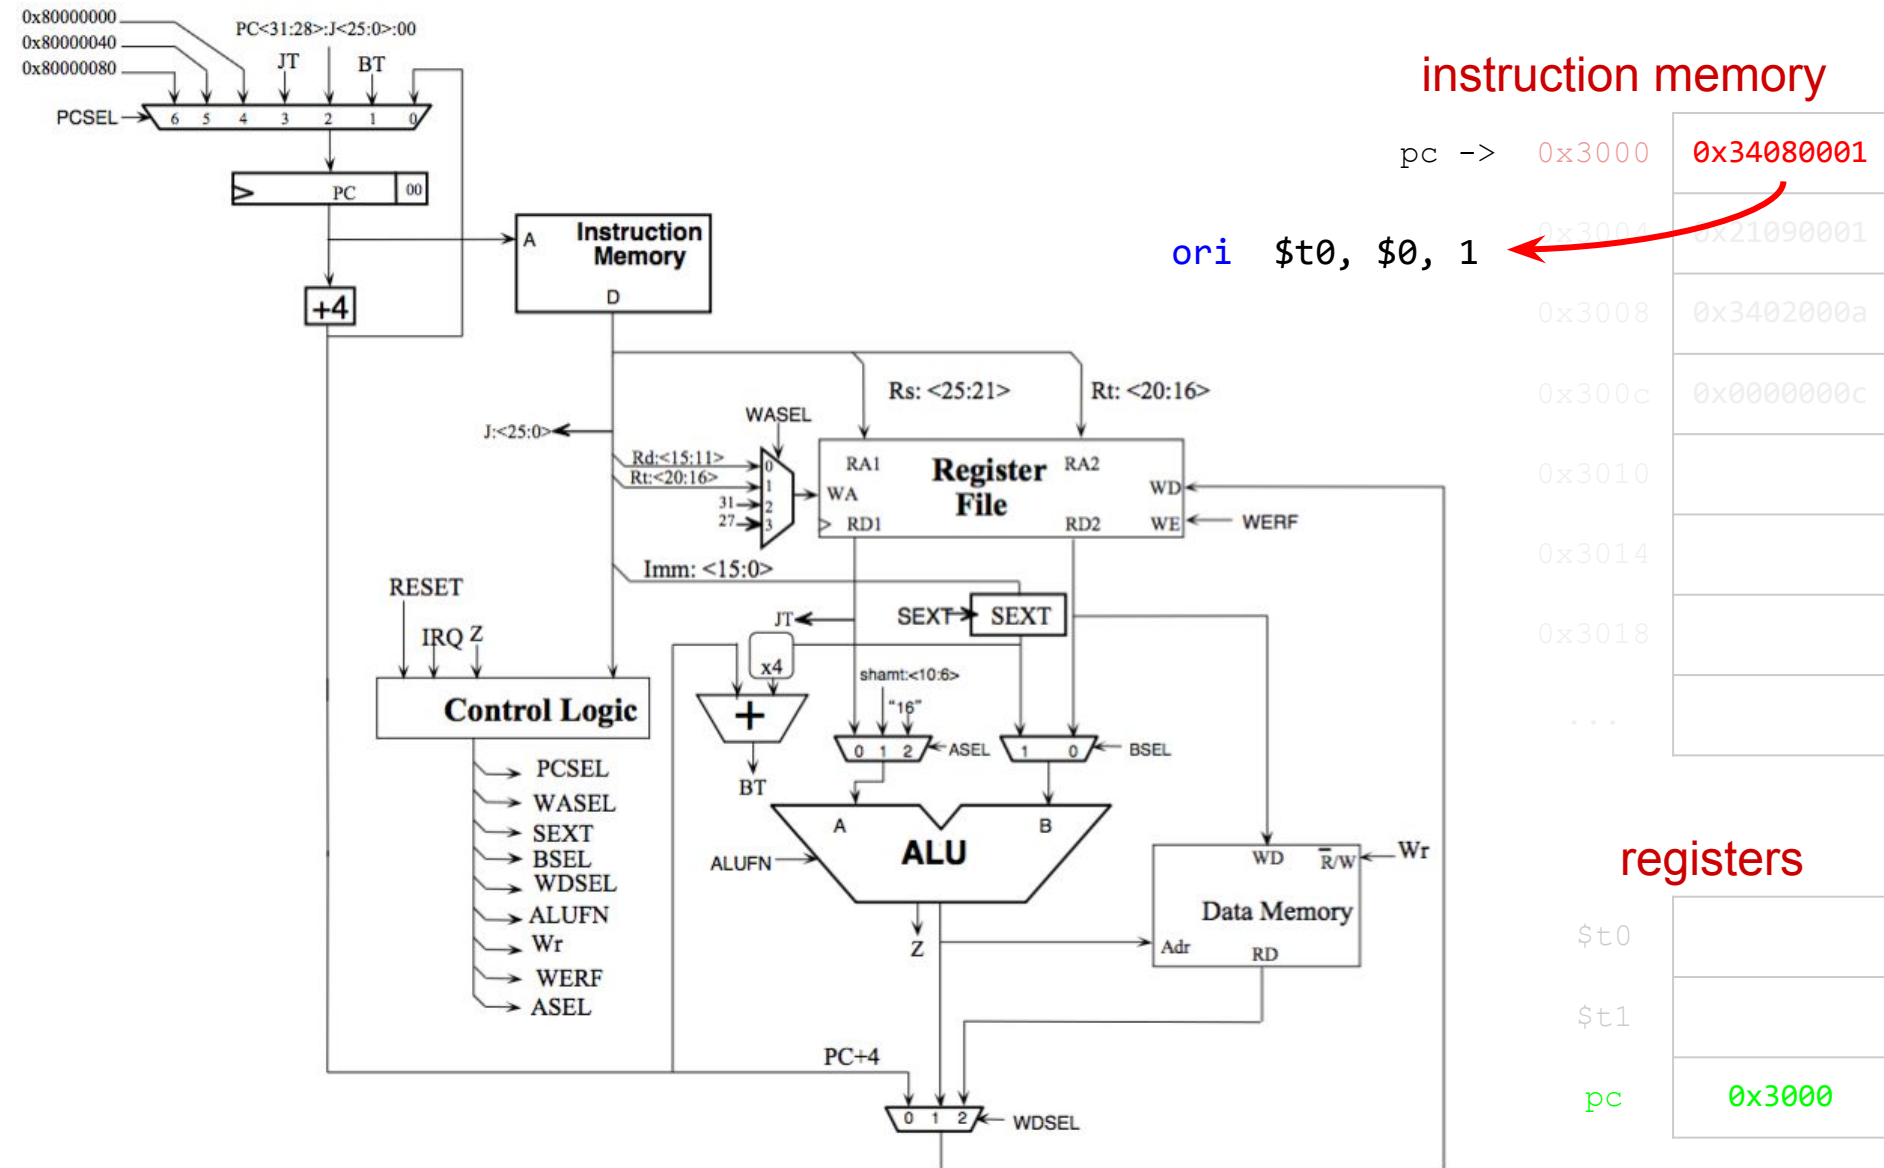 0x80000000
0x80000040
0x80000080
PC<31:28>:J<25:0>:00
JT
BT
PCSEL
6 5 4 3 2 1 0
PC 00
+4
A
Instruction
Memory
D
Rs: <25:21>
Rt: <20:16>
WASEL
J:<25:0>
Rd:<15:11>
Rt:<20:16>
31
27
0
1
2
3
RA1
Register
File
RA2
WA
WD
RD1
RD2
WE
WERF
Imm: <15:0>
RESET
IRQ
Z
JT
SEXT
SEXT
x4
shamt:<10:6>
"16"
Control Logic
+
BT
0 1 2
ASEL
1 0
BSEL
PCSEL
WASEL
SEXT
BSEL
WDSEL
ALUFN
Wr
WERF
ASEL
A
B
ALU
ALUFN
Z
WD
R/W
Wr
Data Memory
Adr
RD
PC+4
0 1 2
WDSEL
instruction memory
pc -> 0x3000 0x34080001
0x3004 0x21090001
ori $t0, $0, 1
0x3008 0x3402000a
0x300c 0x0000000c
0x3010
0x3014
0x3018
...
registers
$t0
$t1
pc 0x3000